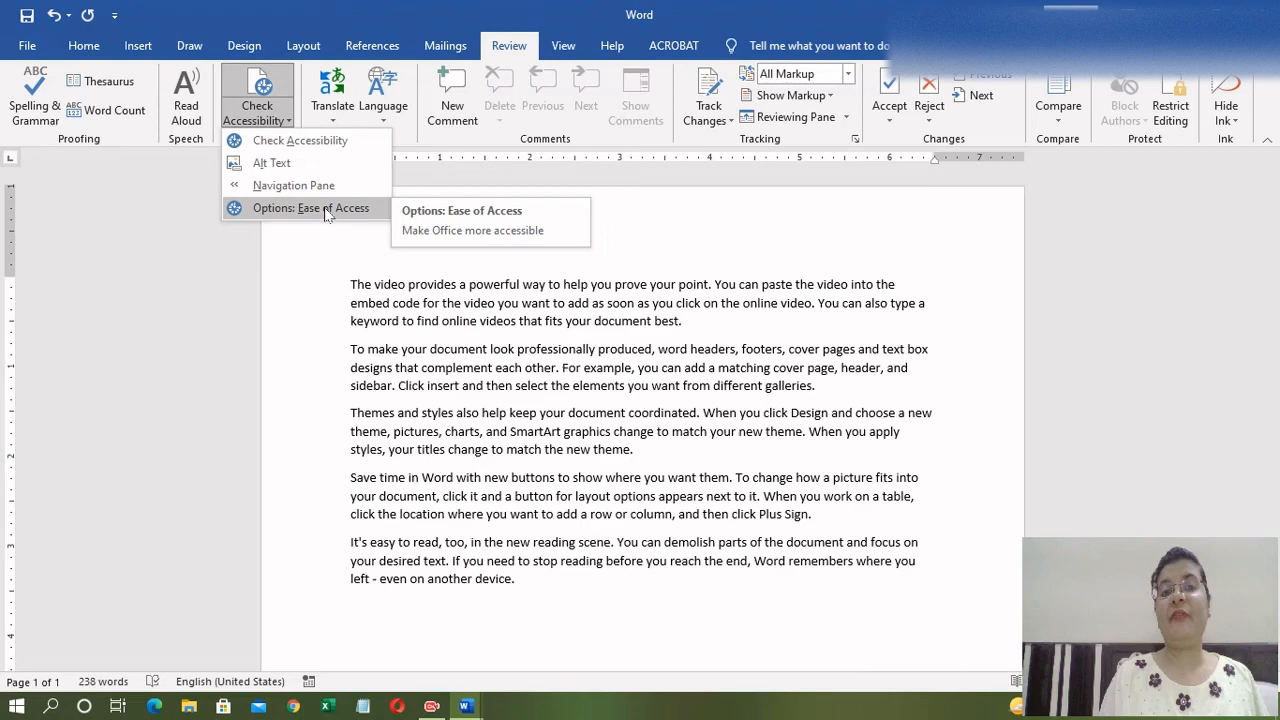 Word
File Home Insert Draw Design Layout References Mailings Review View Help ACROBAT Tell me what you want to do
ABC
Spelling & Grammar
Thesaurus
Word Count
Proofing
Read Aloud
Speech
Check Accessibility
Translate
Language
New Comment
Delete
Previous
Next
Show Comments
Comments
Track Changes
All Markup
Show Markup
Reviewing Pane
Tracking
Accept
Reject
Previous
Next
Changes
Compare
Compare
Block Authors
Restrict Editing
Protect
Hide Ink
Ink
Check Accessibility
Alt Text
Navigation Pane
Options: Ease of Access
Options: Ease of Access
Make Office more accessible
1 2 3 4 5 6 7
1
1
2
3
4
The video provides a powerful way to help you prove your point. You can paste the video into the
embed code for the video you want to add as soon as you click on the online video. You can also type a
keyword to find online videos that fits your document best.
To make your document look professionally produced, word headers, footers, cover pages and text box
designs that complement each other. For example, you can add a matching cover page, header, and
sidebar. Click insert and then select the elements you want from different galleries.
Themes and styles also help keep your document coordinated. When you click Design and choose a new
theme, pictures, charts, and SmartArt graphics change to match your new theme. When you apply
styles, your titles change to match the new theme.
Save time in Word with new buttons to show where you want them. To change how a picture fits into
your document, click it and a button for layout options appears next to it. When you work on a table,
click the location where you want to add a row or column, and then click Plus Sign.
It's easy to read, too, in the new reading scene. You can demolish parts of the document and focus on
your desired text. If you need to stop reading before you reach the end, Word remembers where you
left - even on another device.
Page 1 of 1 238 words English (United States)